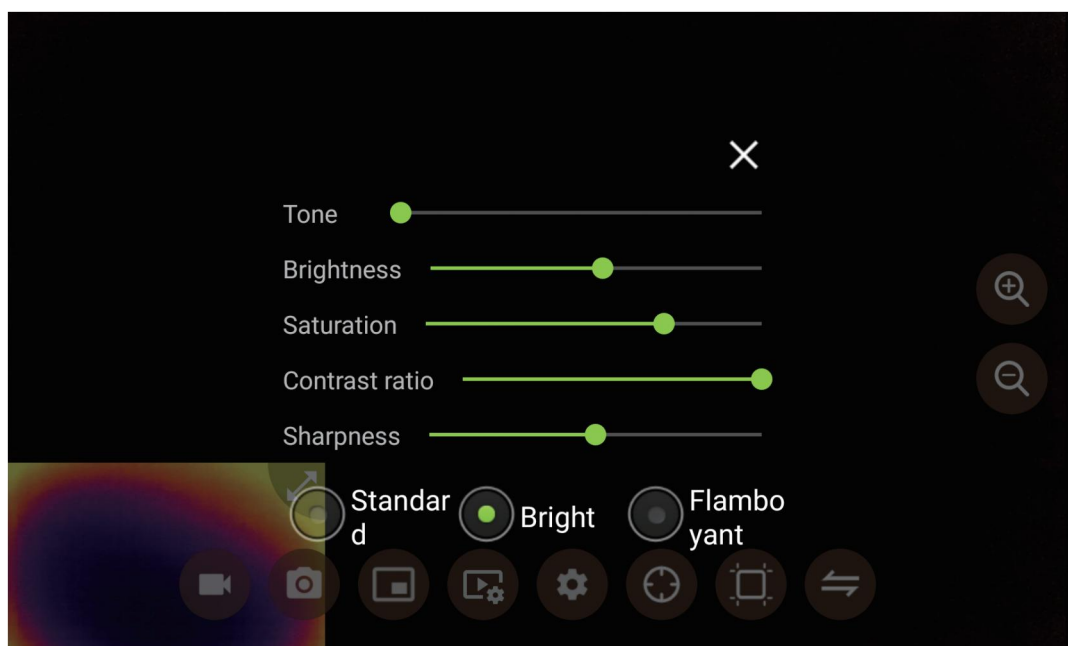 Tone
Brightness
Saturation
Contrast ratio
Sharpness
Standar
d
Bright
Flambo
yant